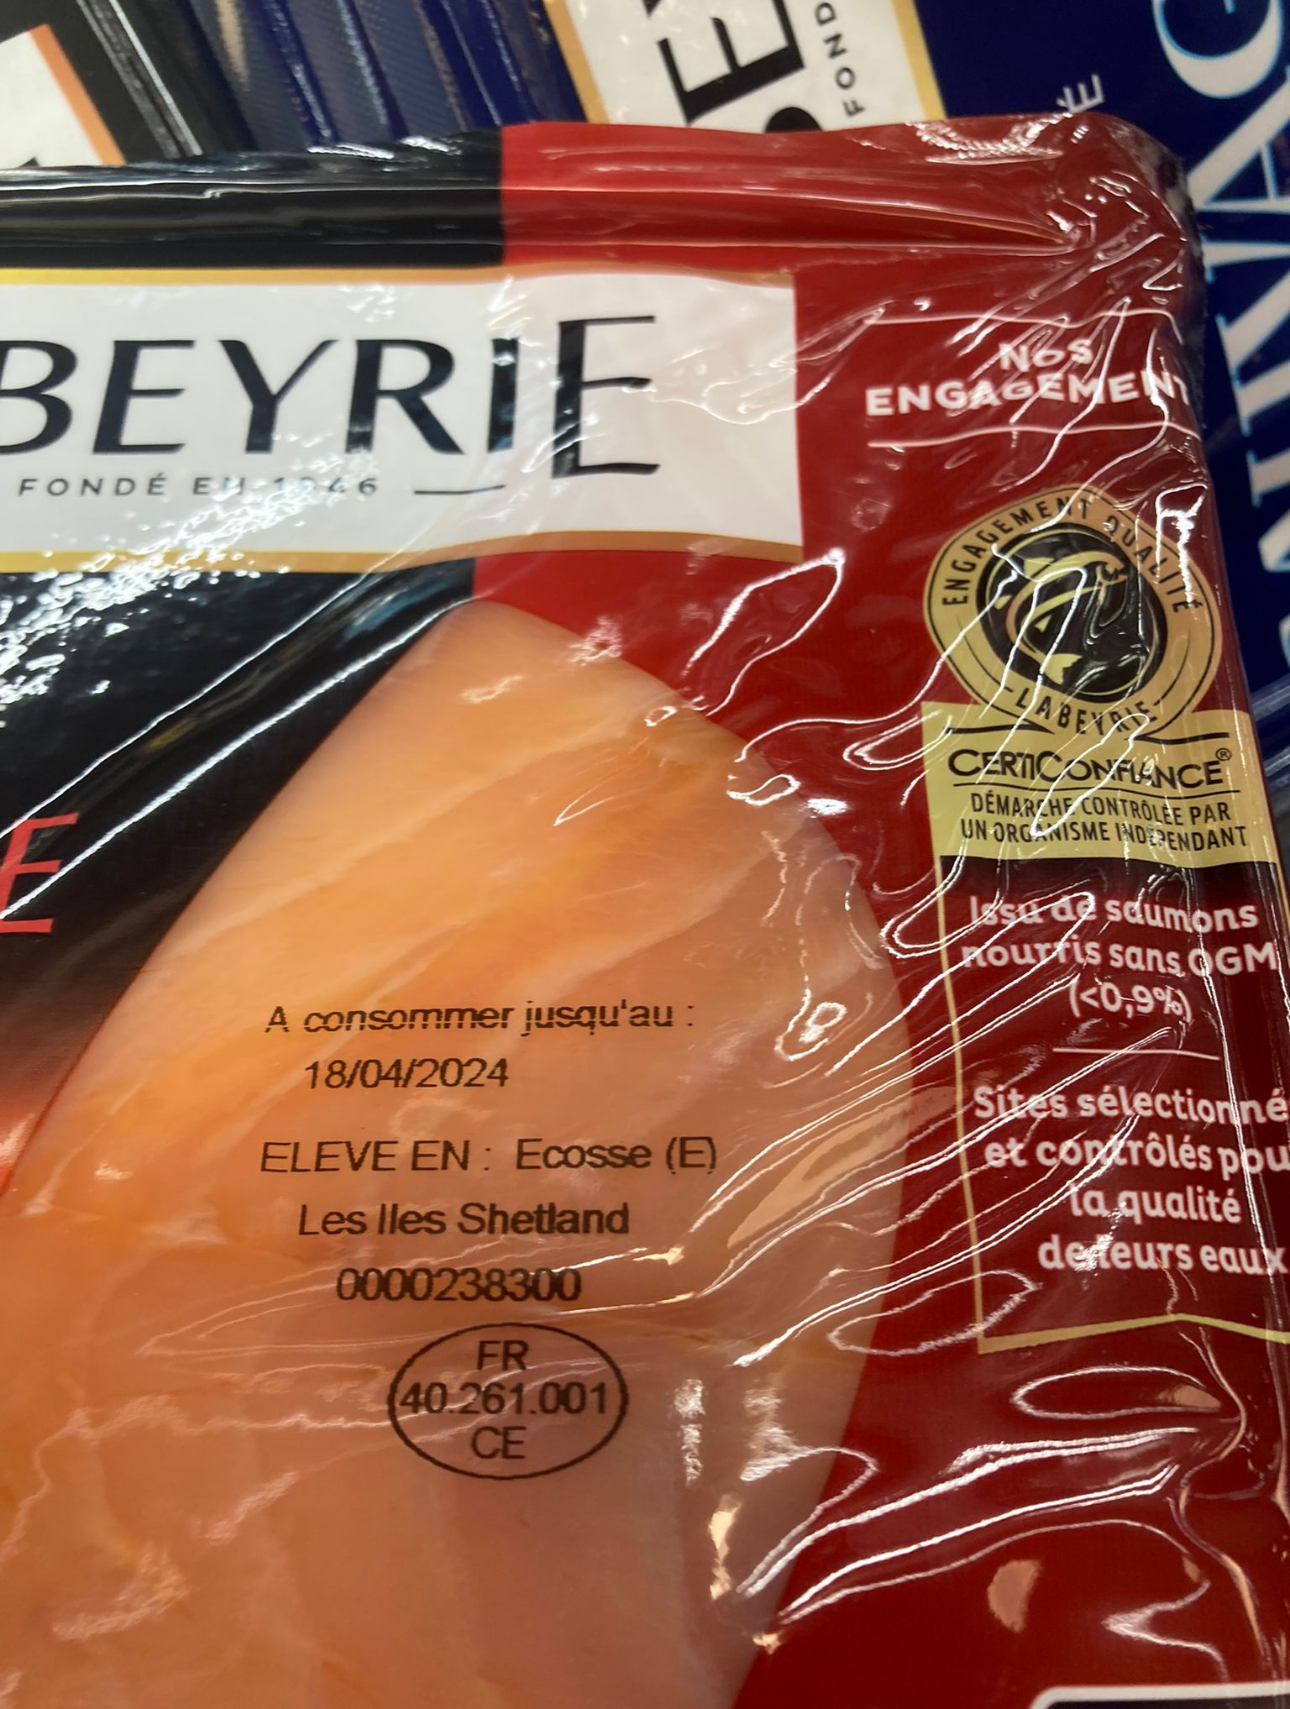 FOND
BEYRIE
FONDÉ EN 1946
NOS
ENGAGEMENT
ENGAGEMENT QUALITÉ
LABEYRIE
CERTICONFIANCE®
DÉMARCHE CONTRÔLÉE PAR
UN ORGANISME INDÉPENDANT
Issu de saumons
nourris sans OGM
(<0,9%)
Sites sélectionné
et contrôlés pou
la qualité
de leurs eaux
E
A consommer jusqu'au :
18/04/2024
ELEVE EN : Ecosse (E)
Les Iles Shetland
0000238300
FR
40.261.001
CE